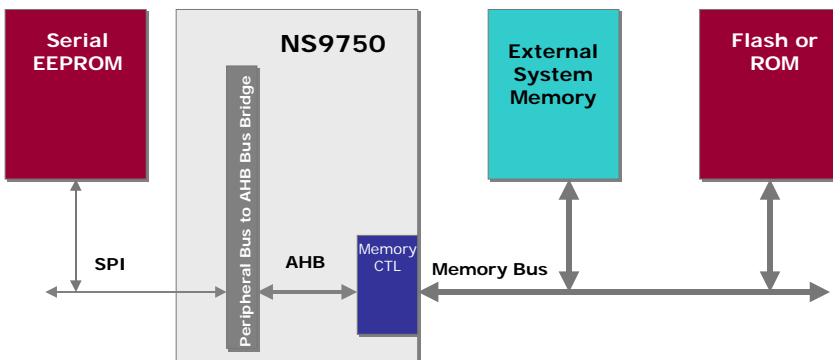 Serial
EEPROM
NS9750
External
System
Memory
Flash or
ROM
Peripheral Bus to AHB Bus Bridge
SPI
AHB
Memory
CTL
Memory Bus